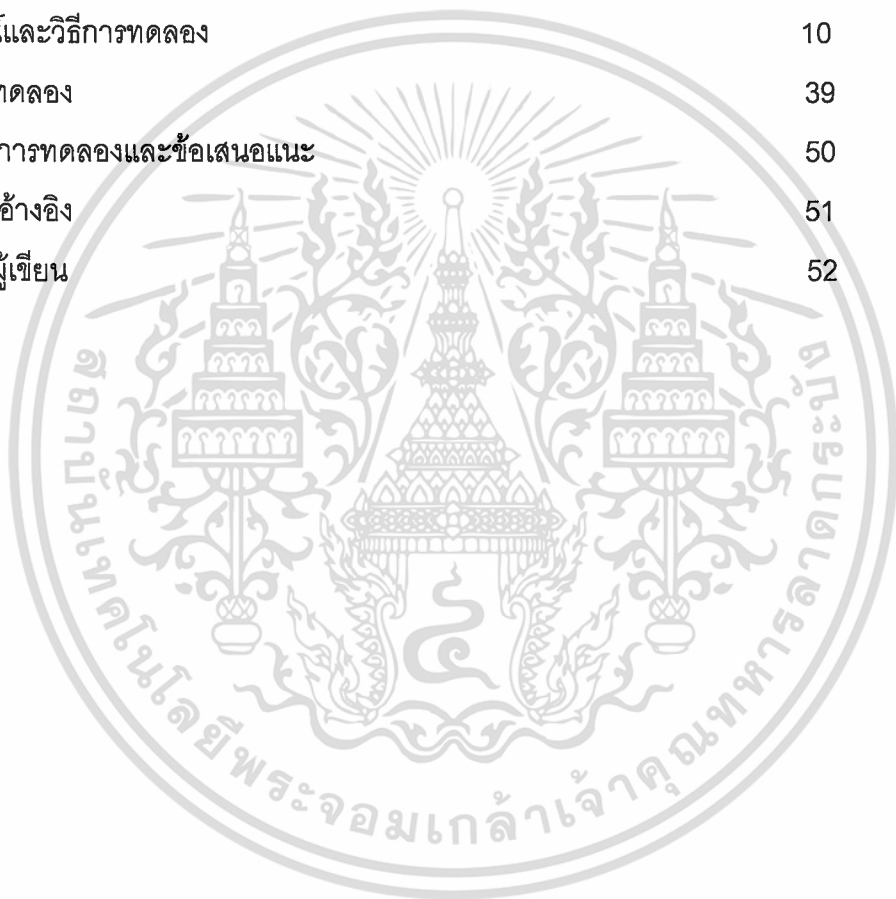 และวิธีการทดลอง 10
ทดลอง 39
การทดลองและข้อเสนอแนะ 50
อ้างอิง 51
ผู้เขียน 52
สถาบันเทคโนโลยีพระจอมเกล้าเจ้าคุณทหารลาดกระบัง
๔